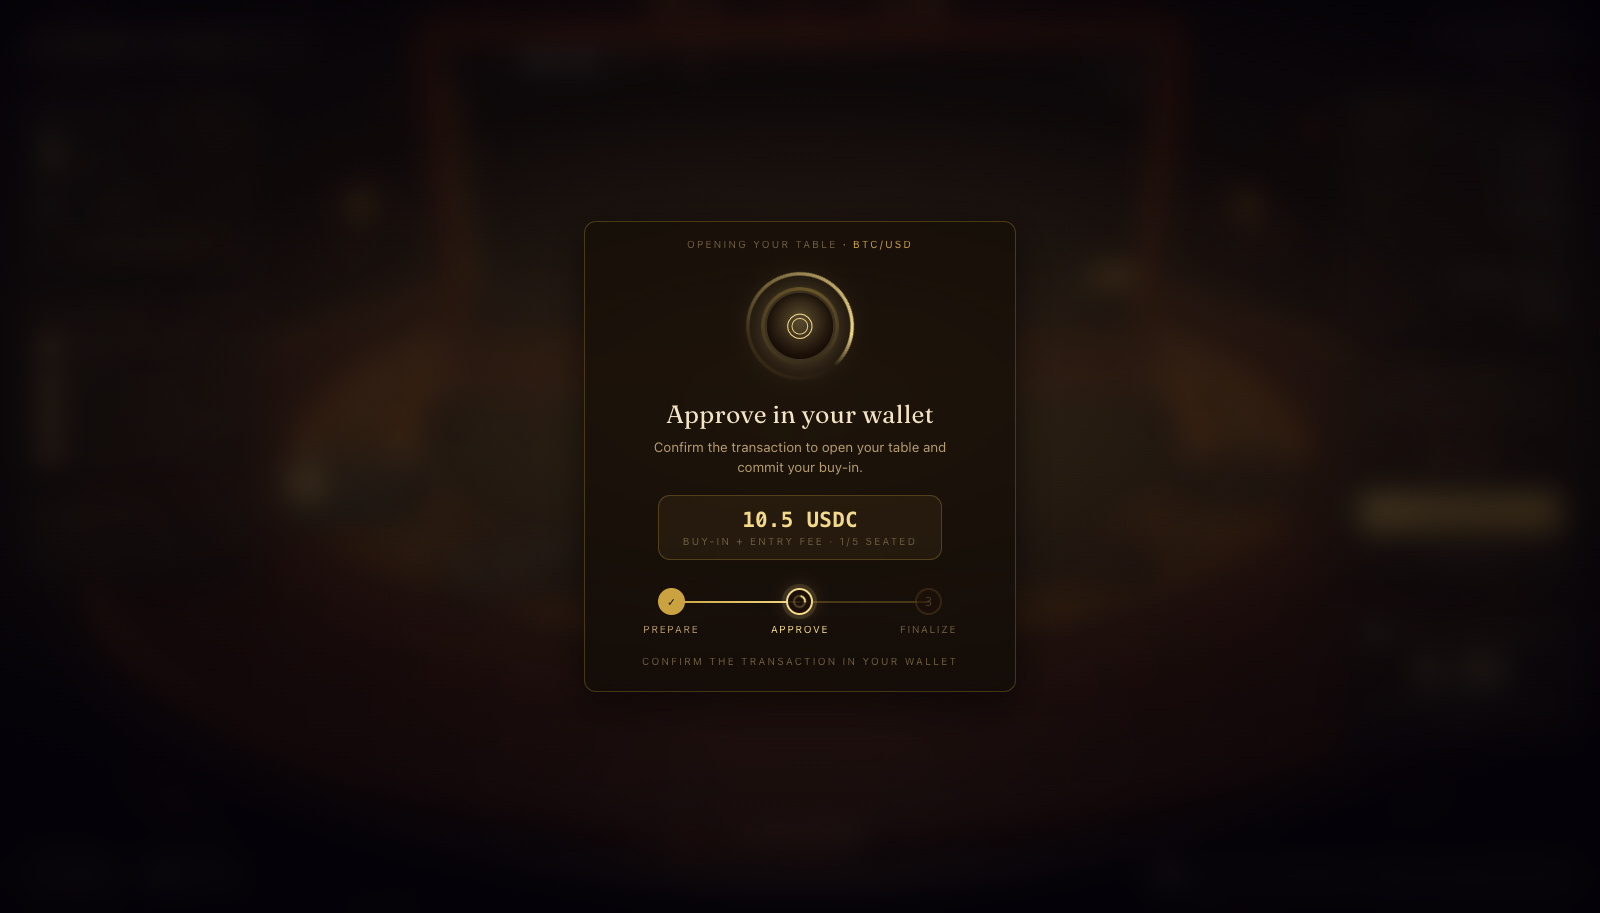 OPENING YOUR TABLE · BTC/USD
Approve in your wallet
Confirm the transaction to open your table and
commit your buy-in.
10.5 USDC
BUY-IN + ENTRY FEE · 1/5 SEATED
✓ 3
PREPARE APPROVE FINALIZE
CONFIRM THE TRANSACTION IN YOUR WALLET